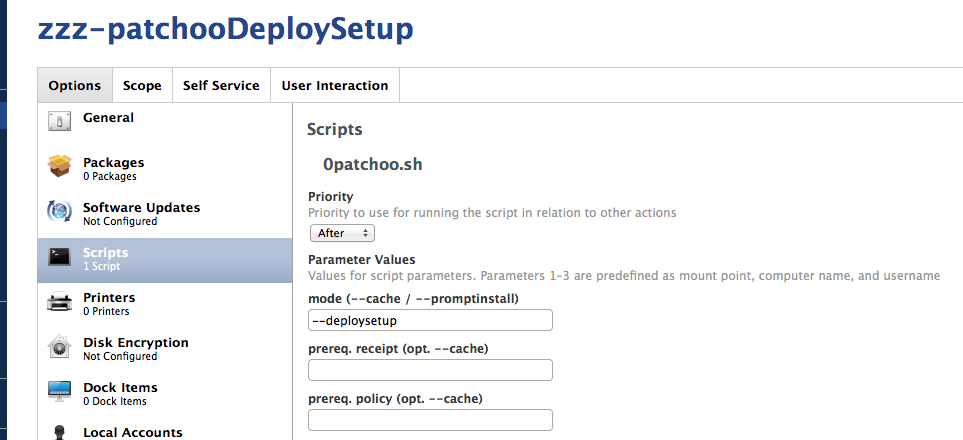 zzz-patchooDeploySetup
Options
Scope
Self Service
User Interaction
General
Packages
0 Packages
Software Updates
Not Configured
Scripts
1 Script
Printers
0 Printers
Disk Encryption
Not Configured
Dock Items
0 Dock Items
Local Accounts
Scripts
0patchoo.sh
Priority
Priority to use for running the script in relation to other actions
After
Parameter Values
Values for script parameters. Parameters 1-3 are predefined as mount point, computer name, and username
mode (--cache / --promptinstall)
--deploysetup
prereq. receipt (opt. --cache)
prereq. policy (opt. --cache)